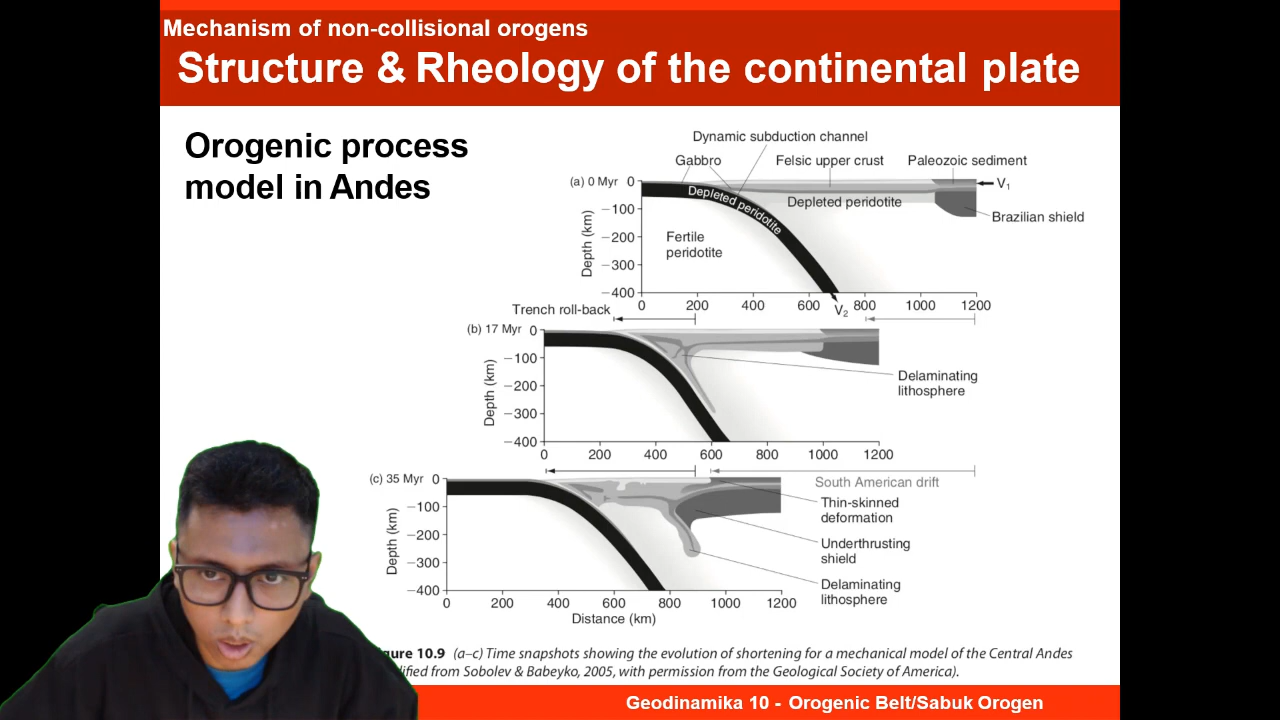 Mechanism of non-collisional orogens
Structure & Rheology of the continental plate
Orogenic process
model in Andes
Dynamic subduction channel
Gabbro
Felsic upper crust
Paleozoic sediment
(a) 0 Myr
0
V1
Depleted peridotite
Depleted peridotite
Brazilian shield
−100
−200
−300
−400
Depth (km)
Fertile
peridotite
0 200 400 600 800 1000 1200
V2
Trench roll-back
(b) 17 Myr
0
−100
−200
−300
−400
Depth (km)
Delaminating
lithosphere
0 200 400 600 800 1000 1200
South American drift
(c) 35 Myr
0
−100
−200
−300
−400
Depth (km)
Thin-skinned
deformation
Underthrusting
shield
Delaminating
lithosphere
0 200 400 600 800 1000 1200
Distance (km)
ure 10.9 (a–c) Time snapshots showing the evolution of shortening for a mechanical model of the Central Andes
ified from Sobolev & Babeyko, 2005, with permission from the Geological Society of America).
Geodinamika 10 - Orogenic Belt/Sabuk Orogen